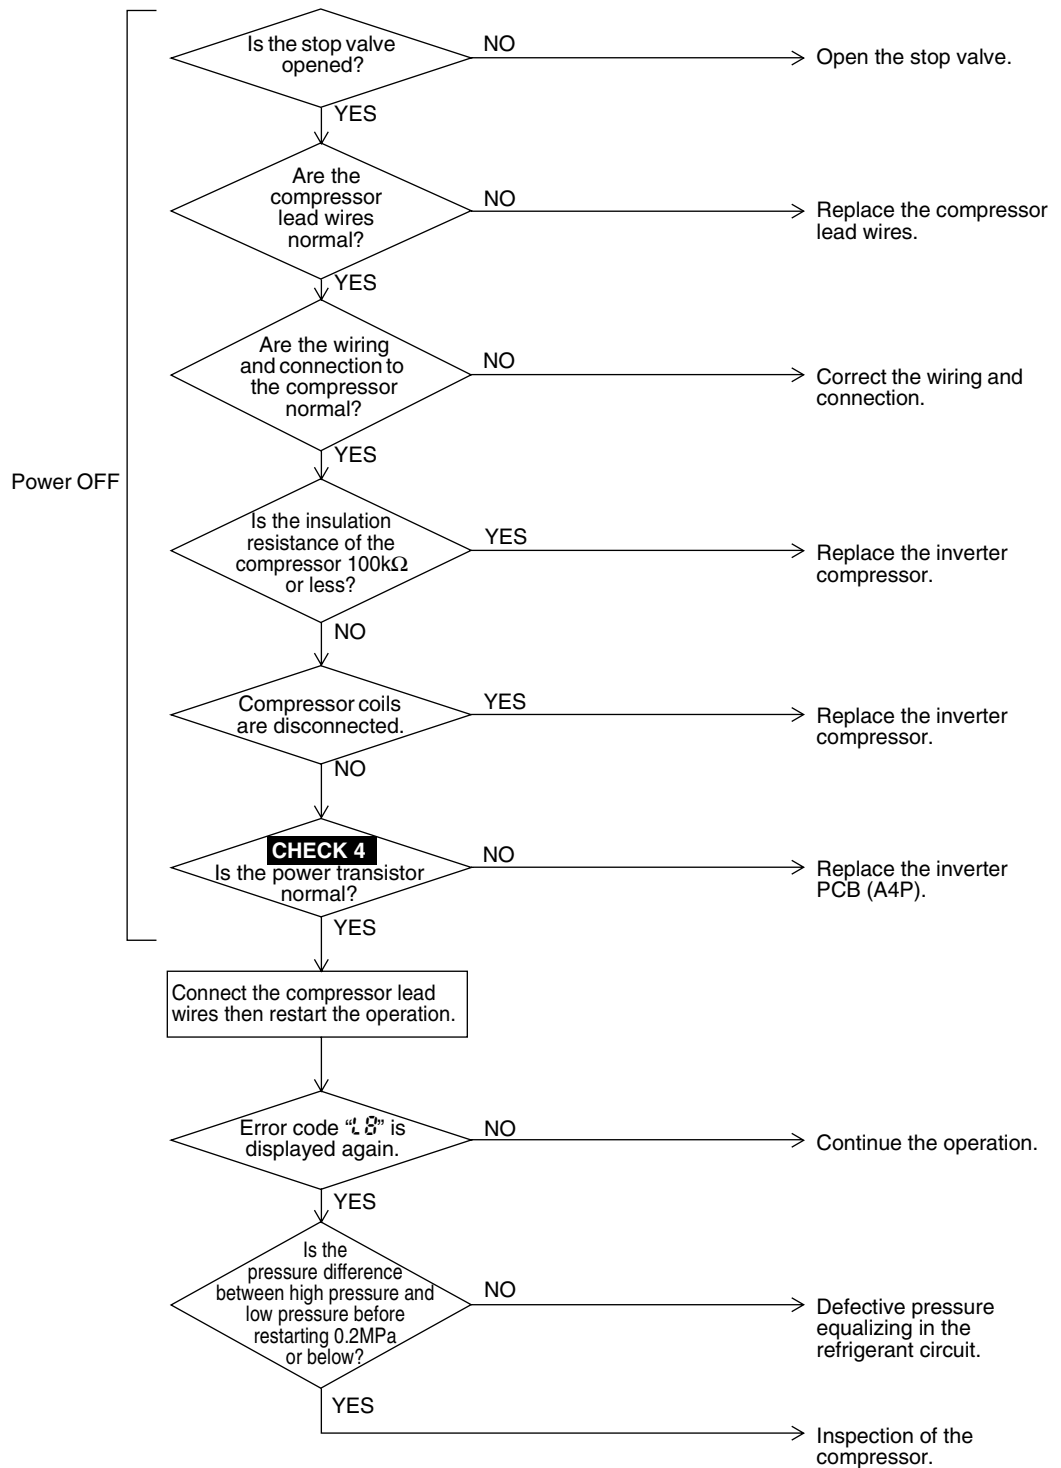 Is the stop valve
opened?
NO
Open the stop valve.
YES
Are the
compressor
lead wires
normal?
NO
Replace the compressor
lead wires.
YES
Are the wiring
and connection to
the compressor
normal?
NO
Correct the wiring and
connection.
YES
Power OFF
Is the insulation
resistance of the
compressor 100kΩ
or less?
YES
Replace the inverter
compressor.
NO
Compressor coils
are disconnected.
YES
Replace the inverter
compressor.
NO
CHECK 4
Is the power transistor
normal?
NO
Replace the inverter
PCB (A4P).
YES
Connect the compressor lead
wires then restart the operation.
Error code “L8” is
displayed again.
NO
Continue the operation.
YES
Is the
pressure difference
between high pressure and
low pressure before
restarting 0.2MPa
or below?
NO
Defective pressure
equalizing in the
refrigerant circuit.
YES
Inspection of the
compressor.